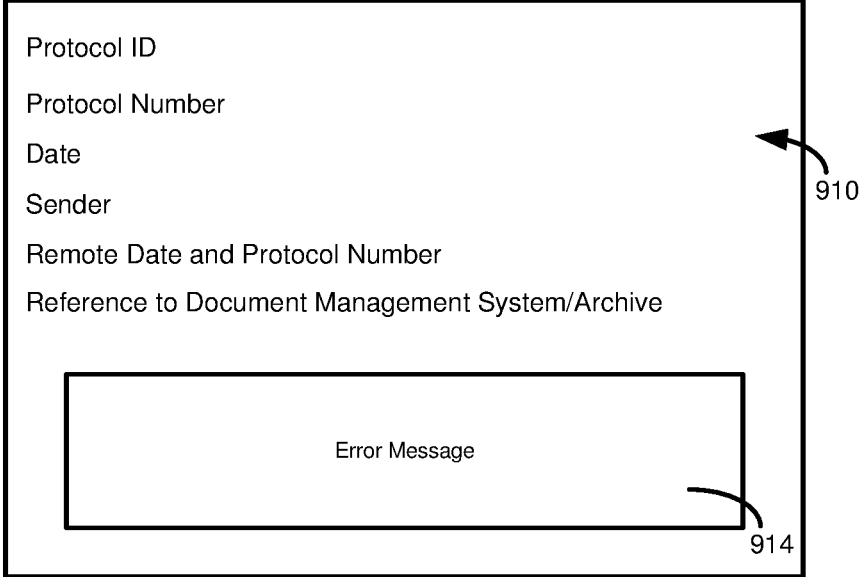 Protocol ID
Protocol Number
Date
910
Sender
Remote Date and Protocol Number
Reference to Document Management System/Archive
Error Message
914